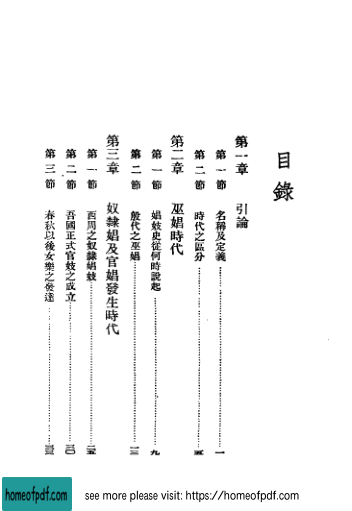 目錄
第一章 引論
第一節 名稱及定義……一
第二節 時代之區分……五
第二章 巫娼時代
第一節 娼妓史從何時說起……九
第二節 殷代之巫娼……一三
第三章 奴隸娼及官娼發生時代
第一節 西周之奴隸娼妓……二五
第二節 吾國正式官妓之成立……三〇
第三節 春秋以後女樂之發達
homeofpdf.com
see more please visit: https://homeofpdf.com